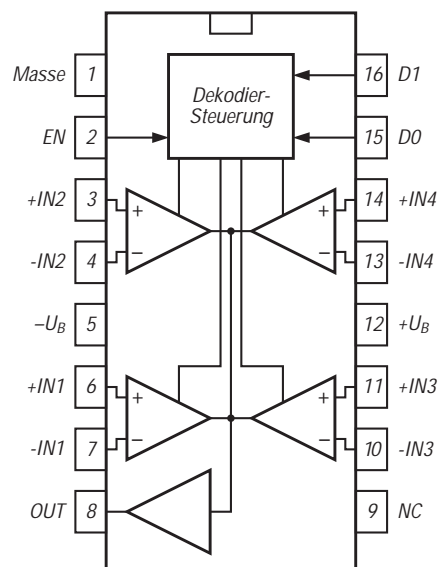 Masse 1 16 D1
Dekodier-
Steuerung
EN 2 15 D0
+IN2 3 + + 14 +IN4
-IN2 4 − − 13 -IN4
–UB 5 12 +UB
+IN1 6 + + 11 +IN3
-IN1 7 − − 10 -IN3
OUT 8 9 NC